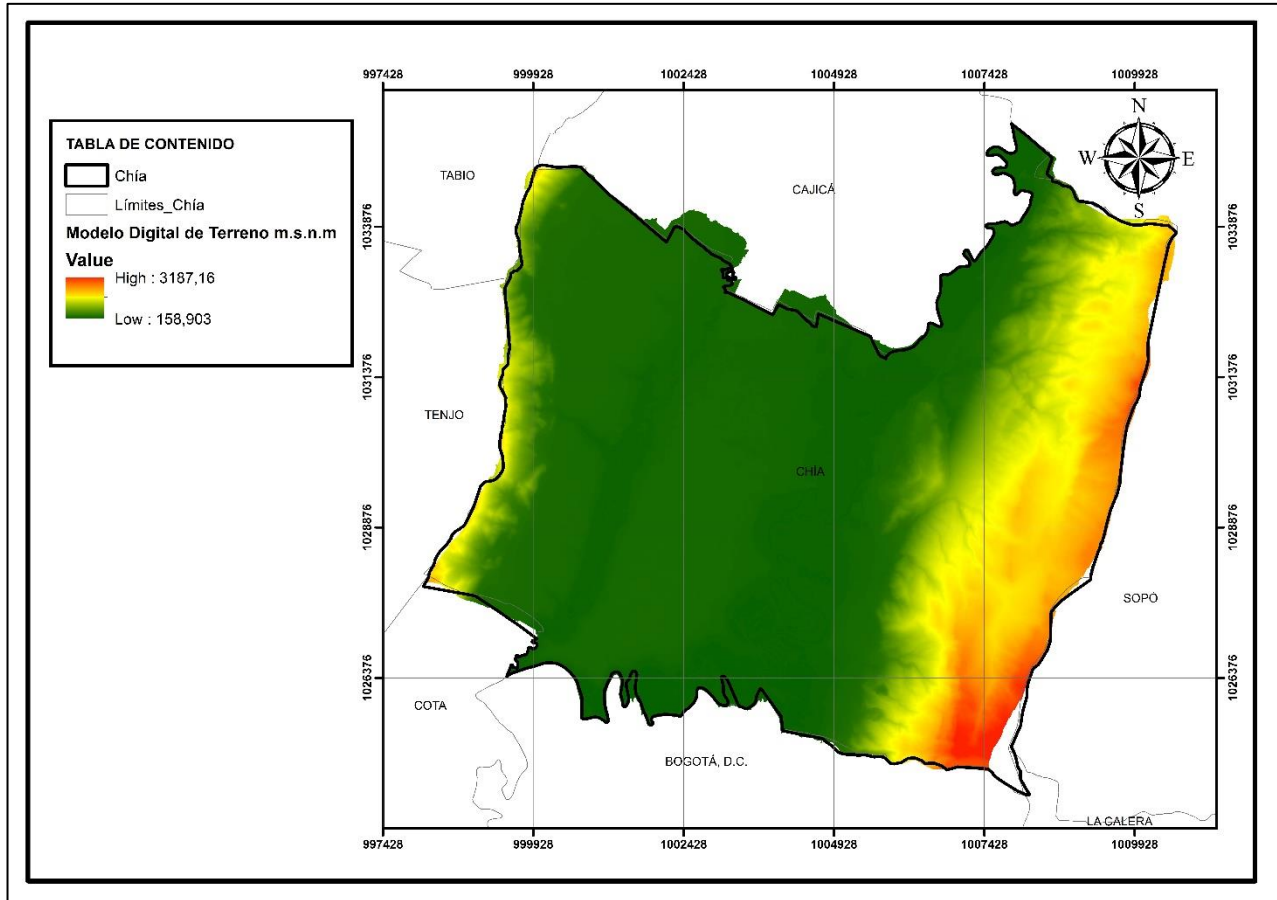 997428
999928
1002428
1004928
1007428
1009928
N
W E
S
TABLA DE CONTENIDO
Chía
Límites_Chía
Modelo Digital de Terreno m.s.n.m
Value
High : 3187,16
Low : 158,903
TABIO
CAJICÁ
1033876
1033876
1031376
1031376
TENJO
CHÍA
1028876
1028876
SOPÓ
1026376
1026376
COTA
BOGOTÁ, D.C.
LA CALERA
997428
999928
1002428
1004928
1007428
1009928